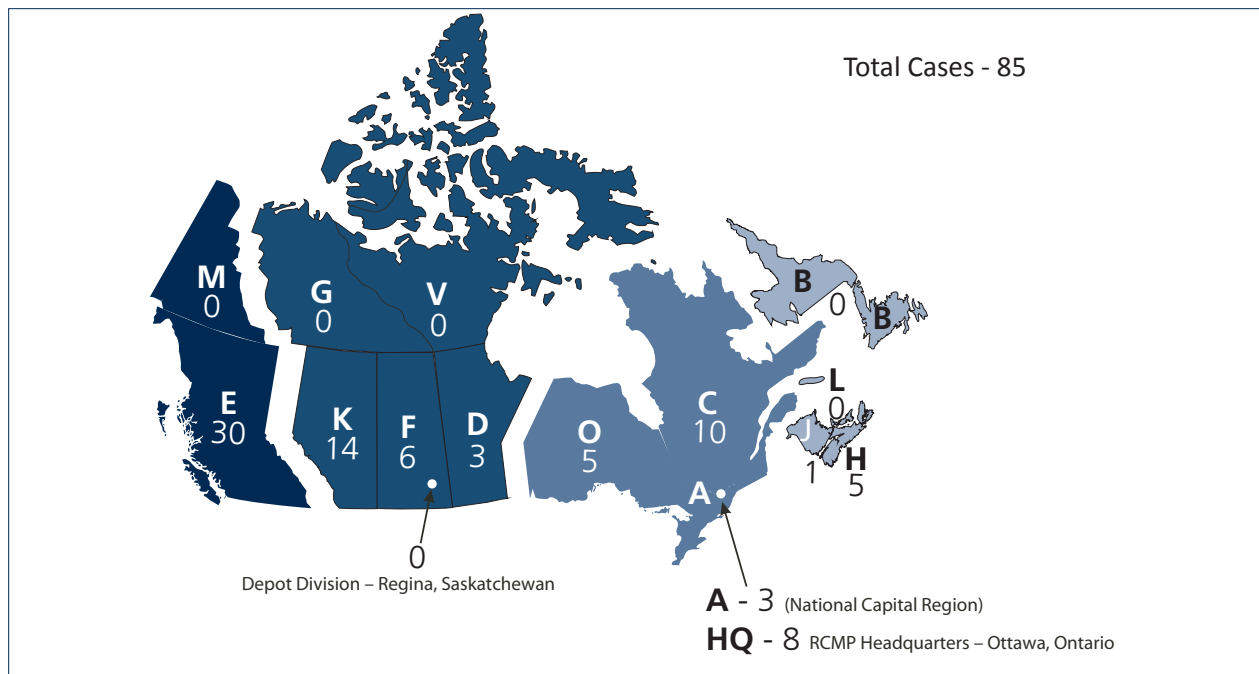 Total Cases - 85
M
0
G
0
V
0
B
0
B
E
30
K
14
F
6
D
3
O
5
C
10
L
0
J
1
H
5
A
0
Depot Division – Regina, Saskatchewan
A - 3 (National Capital Region)
HQ - 8 RCMP Headquarters – Ottawa, Ontario